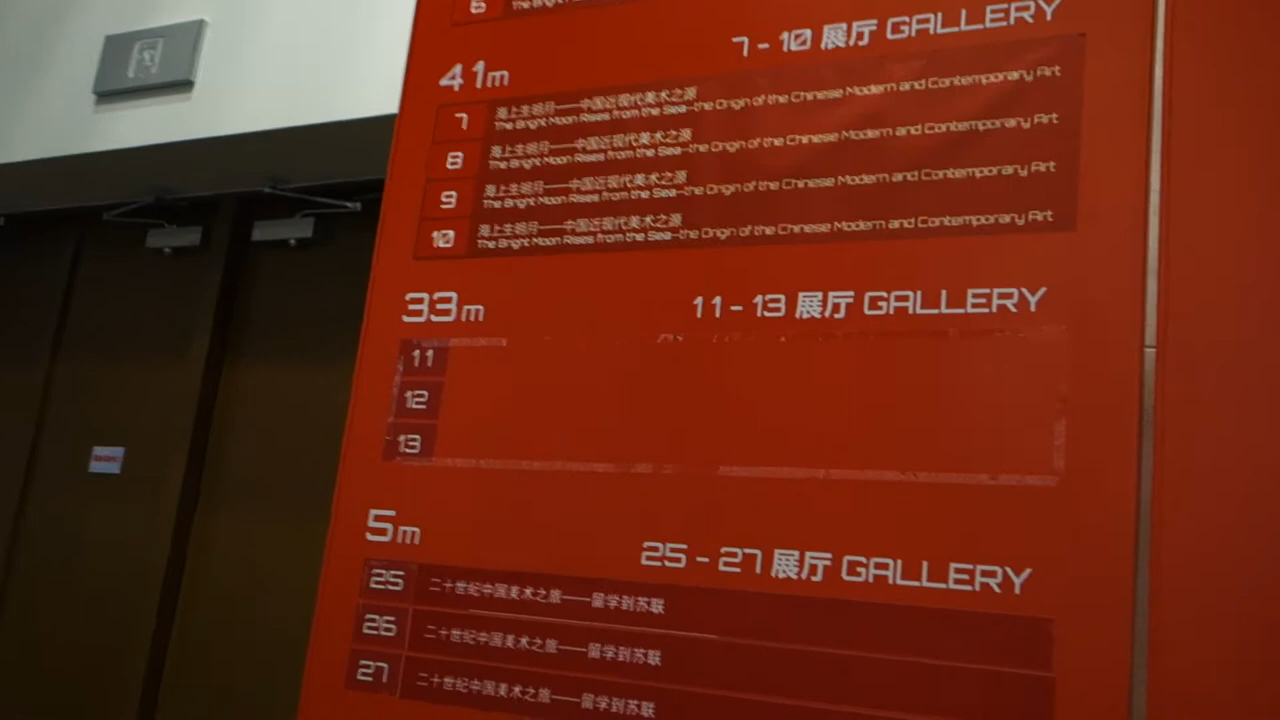 6
7 - 10 展厅 GALLERY
41m
7 海上生明月——中国近现代美术之源
The Bright Moon Rises from the Sea—the Origin of the Chinese Modern and Contemporary Art
8 海上生明月——中国近现代美术之源
The Bright Moon Rises from the Sea—the Origin of the Chinese Modern and Contemporary Art
9 海上生明月——中国近现代美术之源
The Bright Moon Rises from the Sea—the Origin of the Chinese Modern and Contemporary Art
10 海上生明月——中国近现代美术之源
The Bright Moon Rises from the Sea—the Origin of the Chinese Modern and Contemporary Art
33m
11 - 13 展厅 GALLERY
11
12
13
5m
25 - 27 展厅 GALLERY
25 二十世纪中国美术之旅——留学到苏联
26 二十世纪中国美术之旅——留学到苏联
27 二十世纪中国美术之旅——留学到苏联